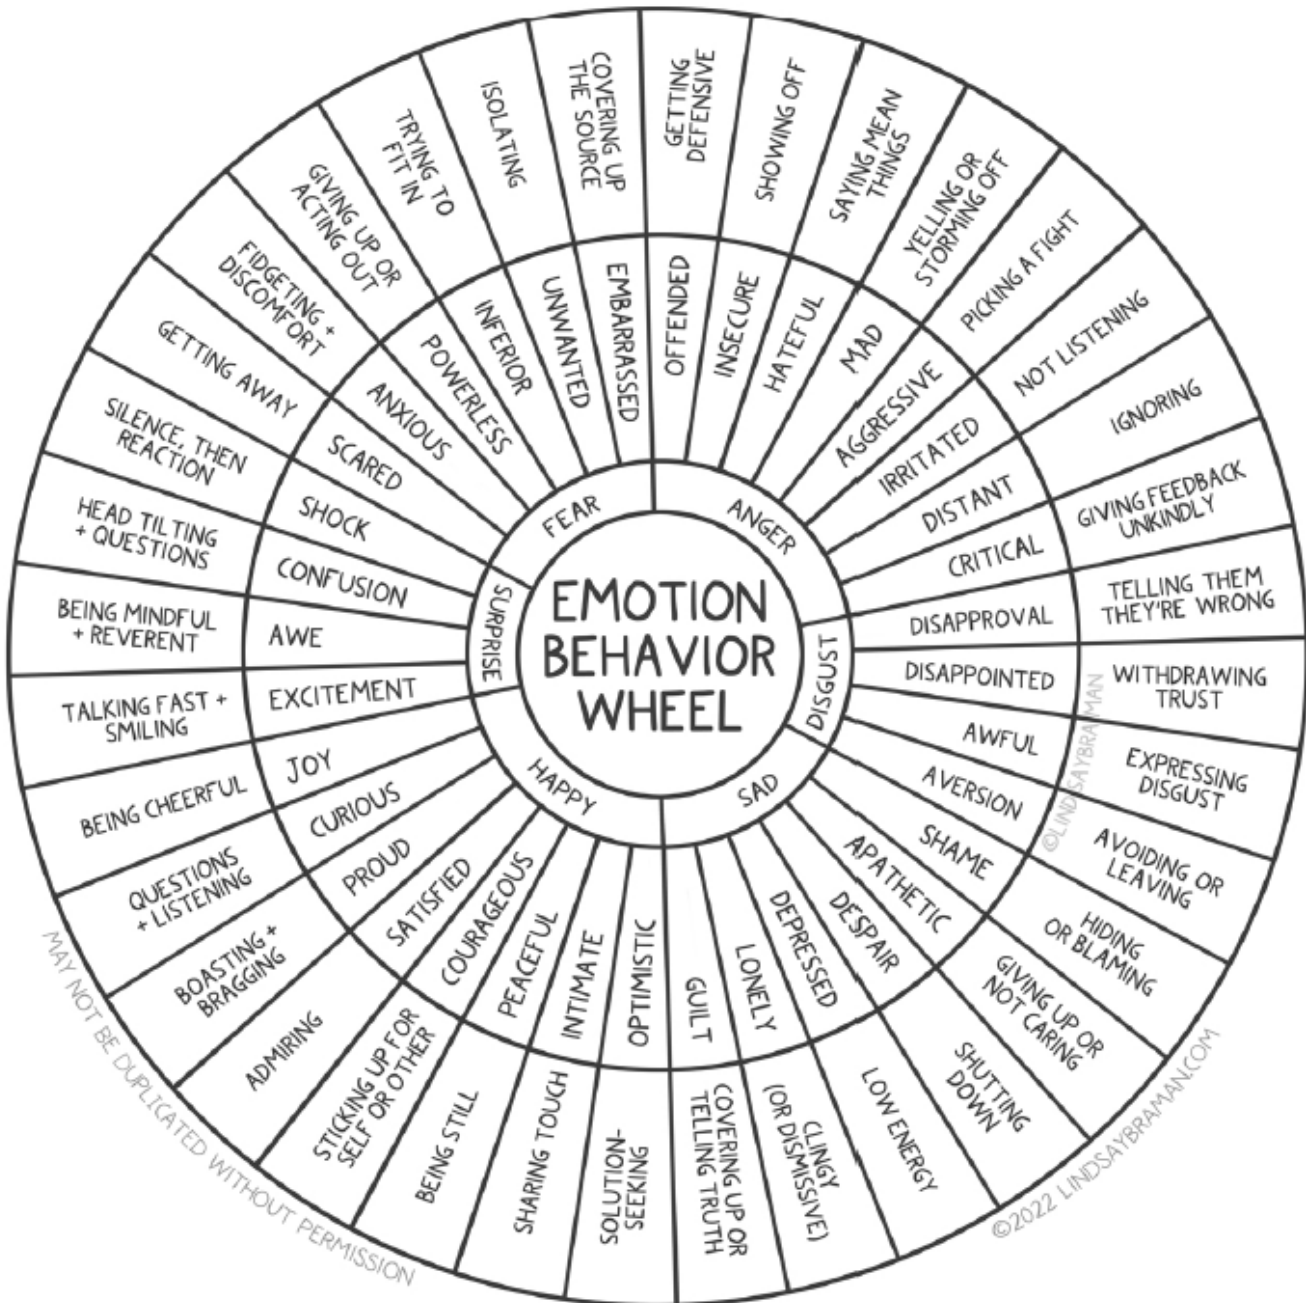 EMOTION
BEHAVIOR
WHEEL
ANGER
DISGUST
SAD
HAPPY
SURPRISE
FEAR
OFFENDED
INSECURE
HATEFUL
MAD
AGGRESSIVE
IRRITATED
DISTANT
CRITICAL
DISAPPROVAL
DISAPPOINTED
AWFUL
AVERSION
SHAME
APATHETIC
DESPAIR
DEPRESSED
LONELY
GUILT
OPTIMISTIC
INTIMATE
PEACEFUL
COURAGEOUS
SATISFIED
PROUD
CURIOUS
JOY
EXCITEMENT
AWE
CONFUSION
SHOCK
SCARED
ANXIOUS
POWERLESS
INFERIOR
UNWANTED
EMBARRASSED
GETTING
DEFENSIVE
SHOWING OFF
SAYING MEAN
THINGS
YELLING OR
STORMING OFF
PICKING A FIGHT
NOT LISTENING
IGNORING
GIVING FEEDBACK
UNKINDLY
TELLING THEM
THEY'RE WRONG
WITHDRAWING
TRUST
EXPRESSING
DISGUST
AVOIDING OR
LEAVING
HIDING
OR BLAMING
GIVING UP OR
NOT CARING
SHUTTING
DOWN
LOW ENERGY
CLINGY
(OR DISMISSIVE)
COVERING UP OR
TELLING TRUTH
SOLUTION-
SEEKING
SHARING TOUCH
BEING STILL
STICKING UP FOR
SELF OR OTHER
ADMIRING
BOASTING +
BRAGGING
QUESTIONS
+ LISTENING
BEING CHEERFUL
TALKING FAST +
SMILING
BEING MINDFUL
+ REVERENT
HEAD TILTING
+ QUESTIONS
SILENCE, THEN
REACTION
GETTING AWAY
FIDGETING +
DISCOMFORT
GIVING UP OR
ACTING OUT
TRYING TO
FIT IN
ISOLATING
COVERING UP
THE SOURCE
©LINDSAYBRAMAN
©2022 LINDSAYBRAMAN.COM
MAY NOT BE DUPLICATED WITHOUT PERMISSION